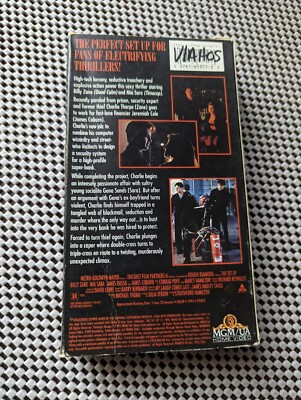 THE PERFECT SET UP FOR
FANS OF ELECTRIFYING
THRILLERS!
VLAHOS
High-tech larceny, seductive treachery and
explosive action power this sexy thriller starring
Billy Zane (Dead Calm) and Mia Sara (Timecop).
Recently paroled from prison, security expert
and former thief Charlie Thorpe (Zane) goes
to work for fast-lane financier Jeremiah Cole
(James Coburn).
Charlie's new job: to
combine his computer
wizardry and street-
wise instincts to design
a security system
for a high-profile
super-bank.
While completing the project, Charlie begins
an intensely passionate affair with sultry
young socialite Gena Sands (Sara). But after
an argument with Gena's ex-boyfriend turns
violent, Charlie finds himself trapped in a
tangled web of blackmail, seduction and
murder where the only way out... is to break
into the very bank he was hired to protect.
Forced to turn thief again, Charlie plunges
into a caper where double-cross turns to
triple-cross en route to a twisting, murderously
unexpected climax.
METRO-GOLDWYN-MAYER
THE SET UP
BILLY ZANE MIA SARA JAMES RUSSO JAMES COBURN
R
MGM/UA
HOME VIDEO